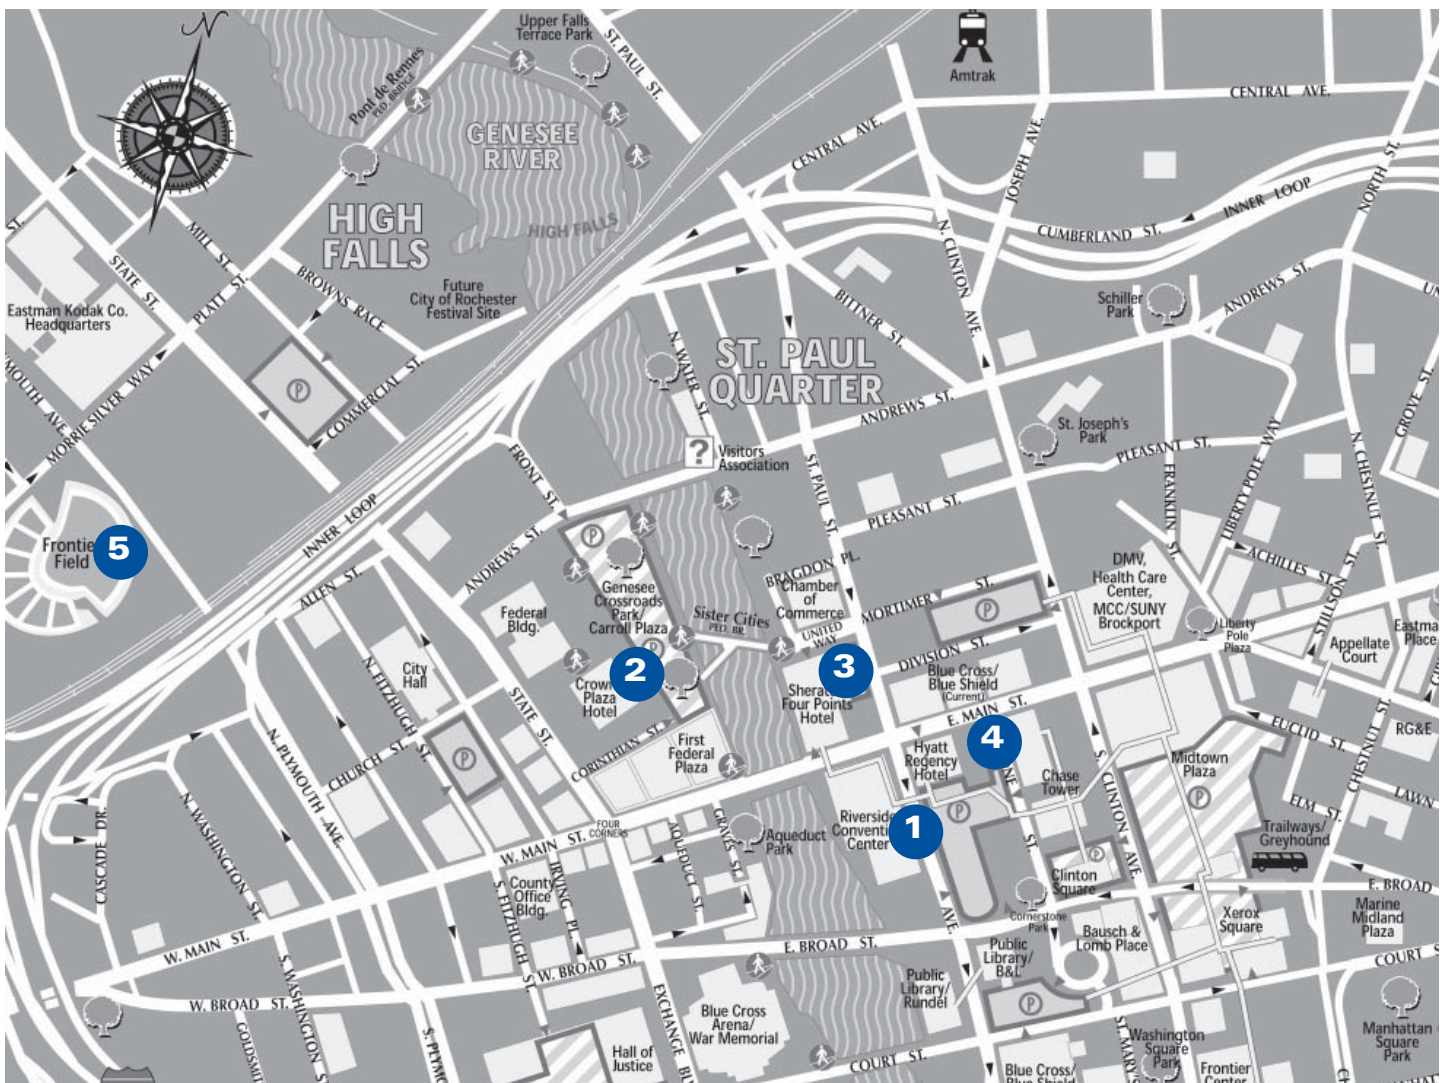 N
Upper Falls
Terrace Park
ST. PAUL ST.
Amtrak
CENTRAL AVE.
Pont de Rennes
PED. BRIDGE
GENESEE
RIVER
CENTRAL AVE.
JOSEPH AVE.
NORTH ST.
INNER LOOP
CUMBERLAND ST.
HIGH
FALLS
HIGH FALLS
ST.
STATE ST.
MILL ST.
PLATT ST.
BROWNS RACE
Future
City of Rochester
Festival Site
N. CLINTON AVE.
BITTNER ST.
Schiller
Park
ANDREWS ST.
Eastman Kodak Co.
Headquarters
MORRIE SILVER WAY
COMMERCIAL ST.
P
N. WATER ST.
ST. PAUL
QUARTER
ANDREWS ST.
St. Joseph's
Park
PLEASANT ST.
GROVE ST.
N. CHESTNUT ST.
LIBERTY POLE WAY
FRANKLIN ST.
?
Visitors
Association
ST. PAUL ST.
PLEASANT ST.
FRONT ST.
INNER LOOP
5
ALLEN ST.
ANDREWS ST.
P
Genesee
Crossroads
Park/
Carroll Plaza
Sister Cities
PED. BR.
BRAGDON PL.
Chamber
of
Commerce
UNITED
WAY
MORTIMER ST.
P
DMV,
Health Care
Center,
MCC/SUNY
Brockport
ACHILLES ST.
STILLSON ST.
Liberty
Pole
Plaza
Appellate
Court
Place
Federal
Bldg.
City
Hall
N. FITZHUGH ST.
STATE ST.
P
2
Plaza
Hotel
3
Four Points
Hotel
DIVISION ST.
Blue Cross/
Blue Shield
(Current)
E. MAIN ST.
4
Hyatt
Regency
Hotel
Chase
Tower
S. CLINTON AVE.
EUCLID ST.
CHESTNUT ST.
RG&E
Midtown
Plaza
P
ELM ST.
LAWN
Trailways/
Greyhound
N. PLYMOUTH AVE.
CHURCH ST.
P
CORINTHIAN ST.
First
Federal
Plaza
CASCADE DR.
N. WASHINGTON ST.
W. MAIN ST.
FOUR
CORNERS
AQUEDUCT ST.
GRAVES ST.
Aqueduct
Park
Riverside
Center
1
P
ST.
P
Clinton
Square
E. BROAD
Marine
Midland
Plaza
Xerox
Square
County
Office
Bldg.
IRVING PL.
S. FITZHUGH ST.
Cornerstone
Park
Bausch &
Lomb Place
AVE.
E. BROAD ST.
Public
Library/
B&L
Public
Library/
Rundel
P
COURT
W. MAIN ST.
W. BROAD ST.
W. BROAD ST.
S. WASHINGTON ST.
EXCHANGE
Blue Cross
Arena/
War Memorial
Hall of
Justice
COURT ST.
Blue Cross/
Washington
Square
Park
Frontier
Manhattan
Square
Park